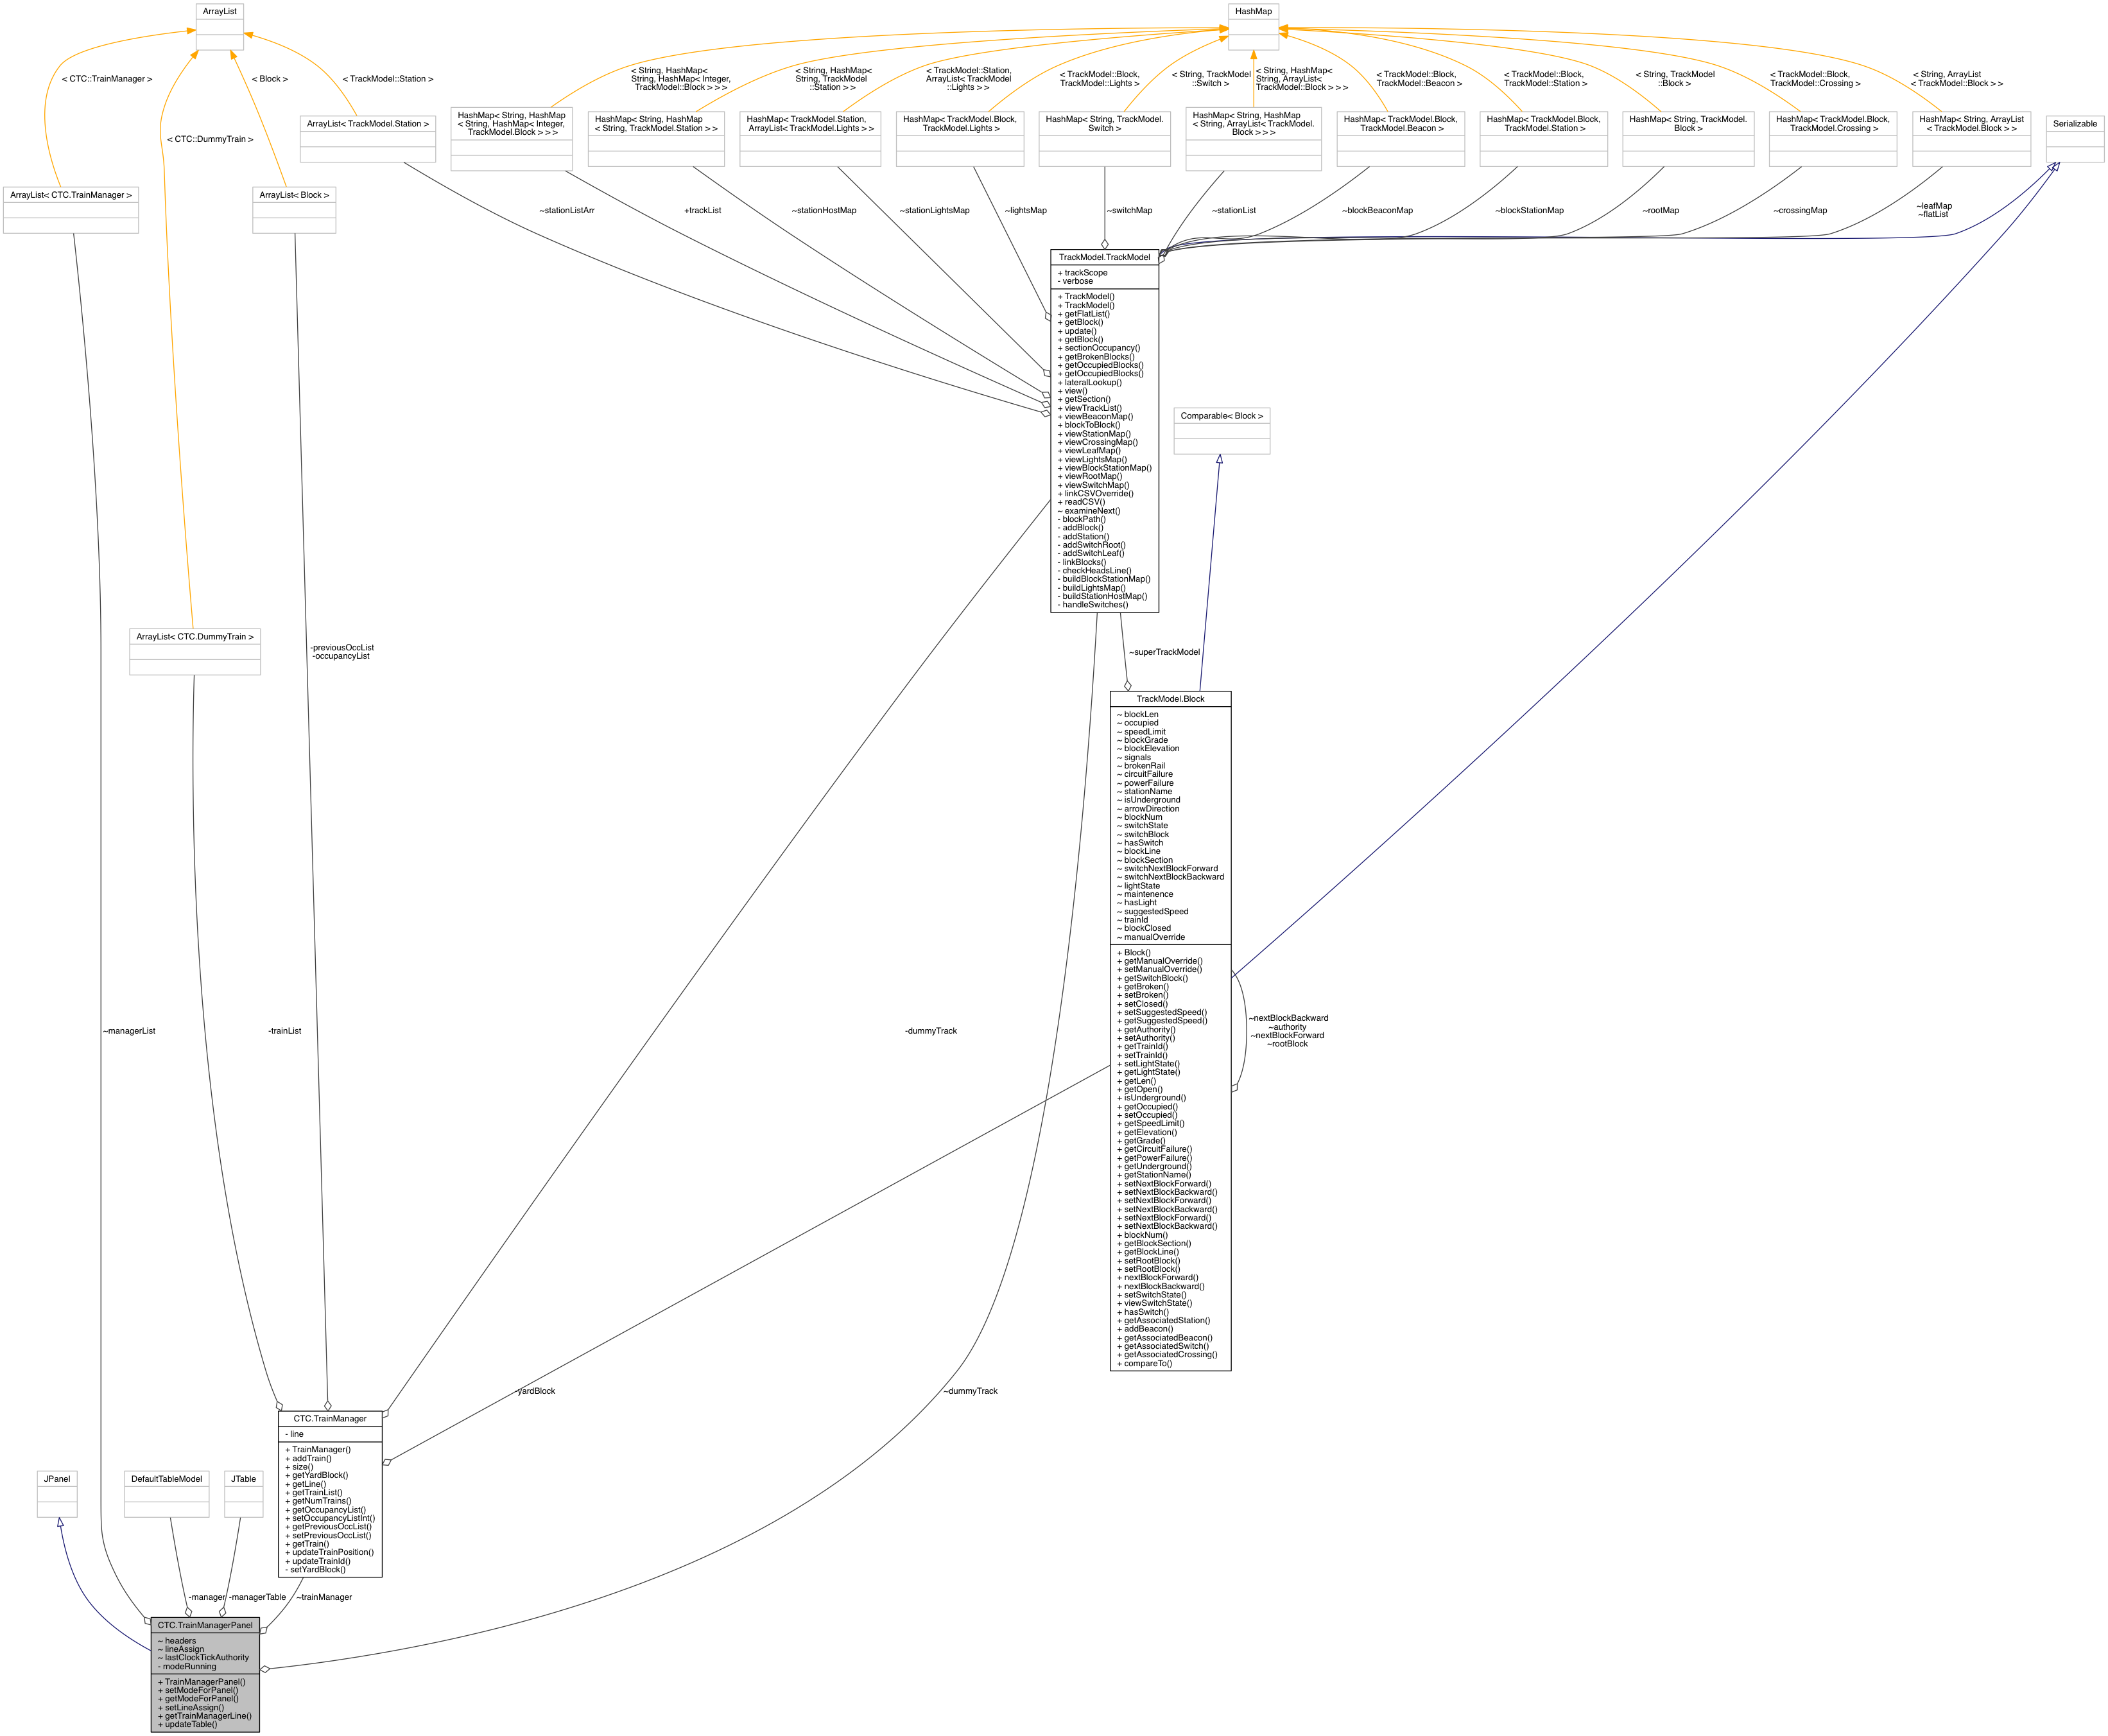 ArrayList
HashMap
< CTC::TrainManager >
< CTC::DummyTrain >
< Block >
< TrackModel::Station >
< String, HashMap<
String, HashMap< Integer,
TrackModel::Block > > >
< String, HashMap<
String, TrackModel
::Station > >
< TrackModel::Station,
ArrayList< TrackModel
::Lights > >
< TrackModel::Block,
TrackModel::Lights >
< String, TrackModel
::Switch >
< String, HashMap<
String, ArrayList<
TrackModel::Block > > >
< TrackModel::Block,
TrackModel::Beacon >
< TrackModel::Block,
TrackModel::Station >
< String, TrackModel
::Block >
< TrackModel::Block,
TrackModel::Crossing >
< String, ArrayList
< TrackModel::Block > >
ArrayList< TrackModel.Station >
HashMap< String, HashMap
< String, HashMap< Integer,
TrackModel.Block > > >
HashMap< String, HashMap
< String, TrackModel.Station > >
HashMap< TrackModel.Station,
ArrayList< TrackModel.Lights > >
HashMap< TrackModel.Block,
TrackModel.Lights >
HashMap< String, TrackModel.
Switch >
HashMap< String, HashMap
< String, ArrayList< TrackModel.
Block > > >
HashMap< TrackModel.Block,
TrackModel.Beacon >
HashMap< TrackModel.Block,
TrackModel.Station >
HashMap< String, TrackModel.
Block >
HashMap< TrackModel.Block,
TrackModel.Crossing >
HashMap< String, ArrayList
< TrackModel.Block > >
Serializable
ArrayList< CTC.TrainManager >
ArrayList< Block >
~stationListArr
+trackList
~stationHostMap
~stationLightsMap
~lightsMap
~switchMap
~stationList
~blockBeaconMap
~blockStationMap
~rootMap
~crossingMap
~leafMap
~flatList
TrackModel.TrackModel
+ trackScope
- verbose
+ TrackModel()
+ TrackModel()
+ getFlatList()
+ getBlock()
+ update()
+ getBlock()
+ sectionOccupancy()
+ getBrokenBlocks()
+ getOccupiedBlocks()
+ getOccupiedBlocks()
+ lateralLookup()
+ view()
+ getSection()
+ viewTrackList()
+ viewBeaconMap()
+ blockToBlock()
+ viewStationMap()
+ viewCrossingMap()
+ viewLeafMap()
+ viewLightsMap()
+ viewBlockStationMap()
+ viewRootMap()
+ viewSwitchMap()
+ linkCSVOverride()
+ readCSV()
~ examineNext()
- blockPath()
- addBlock()
- addStation()
- addSwitchRoot()
- addSwitchLeaf()
- linkBlocks()
- checkHeadsLine()
- buildBlockStationMap()
- buildLightsMap()
- buildStationHostMap()
- handleSwitches()
Comparable< Block >
ArrayList< CTC.DummyTrain >
-previousOccList
-occupancyList
~superTrackModel
TrackModel.Block
~ blockLen
~ occupied
~ speedLimit
~ blockGrade
~ blockElevation
~ signals
~ brokenRail
~ circuitFailure
~ powerFailure
~ stationName
~ isUnderground
~ arrowDirection
~ blockNum
~ switchState
~ switchBlock
~ hasSwitch
~ blockLine
~ blockSection
~ switchNextBlockForward
~ switchNextBlockBackward
~ lightState
~ maintenence
~ hasLight
~ suggestedSpeed
~ trainId
~ blockClosed
~ manualOverride
+ Block()
+ getManualOverride()
+ setManualOverride()
+ getSwitchBlock()
+ getBroken()
+ setBroken()
+ setClosed()
+ setSuggestedSpeed()
+ getSuggestedSpeed()
+ getAuthority()
+ setAuthority()
+ getTrainId()
+ setTrainId()
+ setLightState()
+ getLightState()
+ getLen()
+ getOpen()
+ isUnderground()
+ getOccupied()
+ setOccupied()
+ getSpeedLimit()
+ getElevation()
+ getGrade()
+ getCircuitFailure()
+ getPowerFailure()
+ getUnderground()
+ getStationName()
+ setNextBlockForward()
+ setNextBlockBackward()
+ setNextBlockForward()
+ setNextBlockBackward()
+ setNextBlockForward()
+ setNextBlockBackward()
+ blockNum()
+ getBlockSection()
+ getBlockLine()
+ setRootBlock()
+ setRootBlock()
+ nextBlockForward()
+ nextBlockBackward()
+ setSwitchState()
+ viewSwitchState()
+ hasSwitch()
+ getAssociatedStation()
+ addBeacon()
+ getAssociatedBeacon()
+ getAssociatedSwitch()
+ getAssociatedCrossing()
+ compareTo()
~nextBlockBackward
~authority
~nextBlockForward
~rootBlock
~managerList
-trainList
-dummyTrack
-yardBlock
~dummyTrack
CTC.TrainManager
- line
+ TrainManager()
+ addTrain()
+ size()
+ getYardBlock()
+ getLine()
+ getTrainList()
+ getNumTrains()
+ getOccupancyList()
+ setOccupancyListInt()
+ getPreviousOccList()
+ setPreviousOccList()
+ getTrain()
+ updateTrainPosition()
+ updateTrainId()
- setYardBlock()
JPanel
DefaultTableModel
JTable
-manager
-managerTable
~trainManager
CTC.TrainManagerPanel
~ headers
~ lineAssign
~ lastClockTickAuthority
- modeRunning
+ TrainManagerPanel()
+ setModeForPanel()
+ getModeForPanel()
+ setLineAssign()
+ getTrainManagerLine()
+ updateTable()